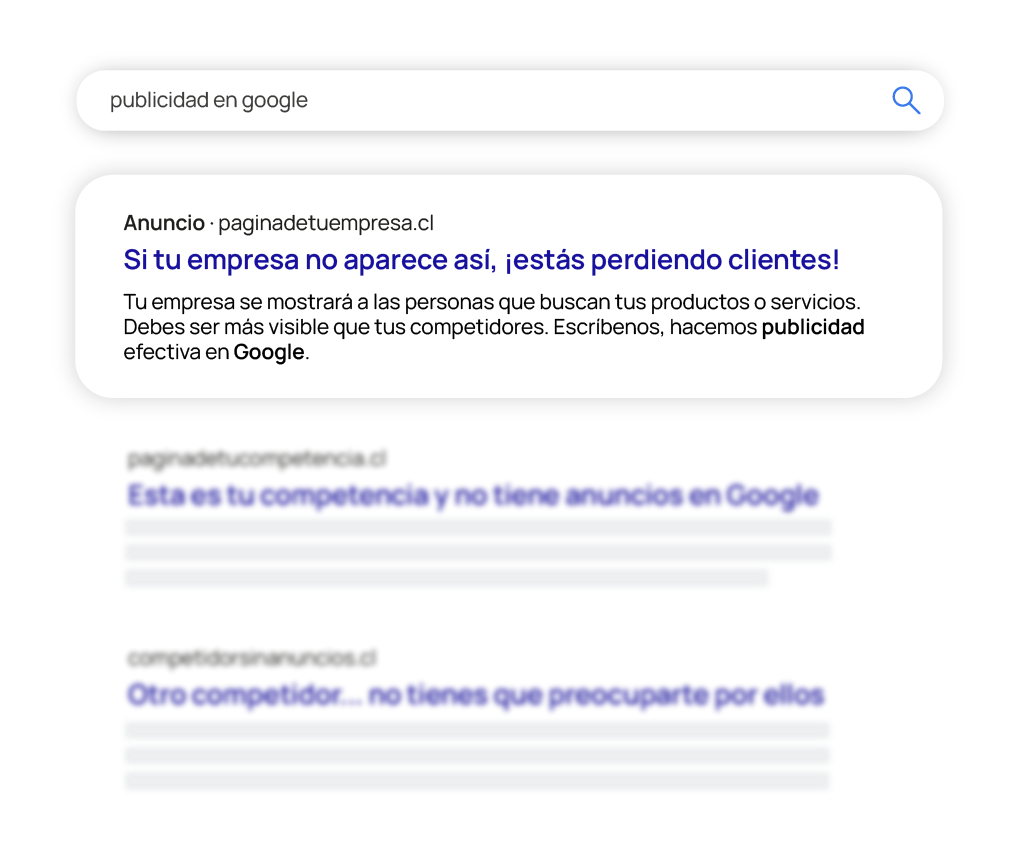 publicidad en google
Anuncio · paginadetuempresa.cl
Si tu empresa no aparece así, ¡estás perdiendo clientes!
Tu empresa se mostrará a las personas que buscan tus productos o servicios.
Debes ser más visible que tus competidores. Escríbenos, hacemos publicidad
efectiva en Google.
paginadetucompetencia.cl
Esta es tu competencia y no tiene anuncios en Google
competidorsinanuncios.cl
Otro competidor... no tienes que preocuparte por ellos